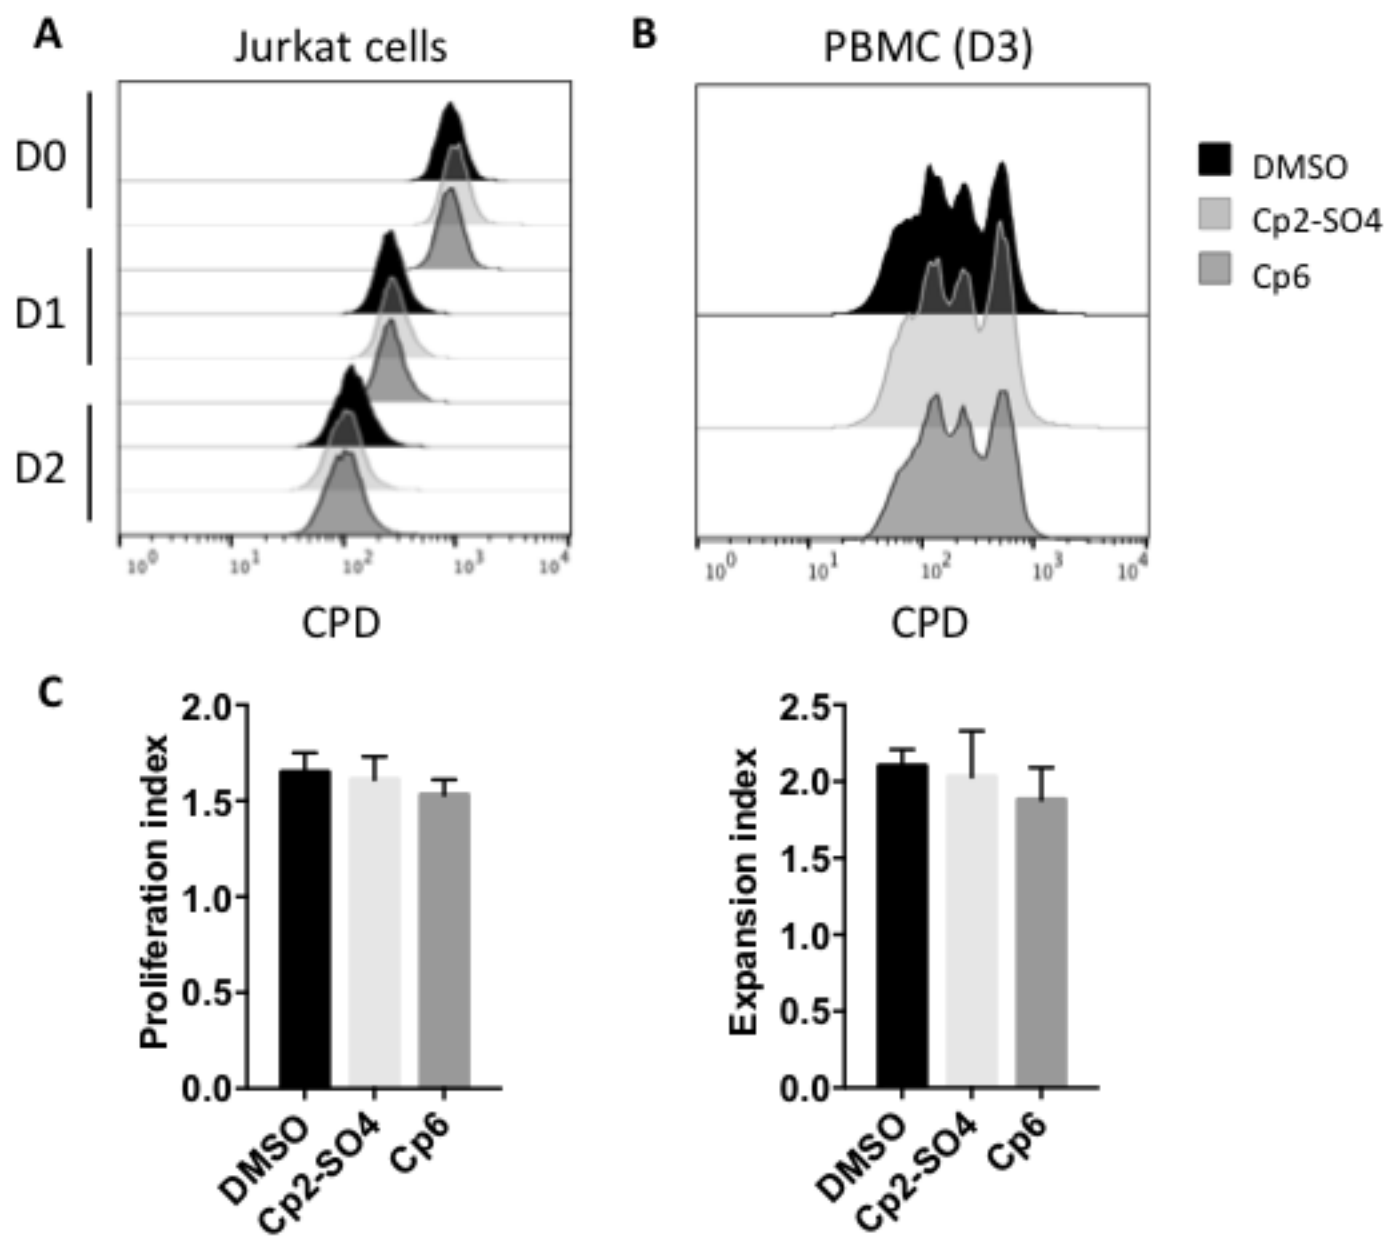 A
Jurkat cells
D0
D1
D2
10⁰ 10¹ 10² 10³ 10⁴
CPD
B
PBMC (D3)
10⁰ 10¹ 10² 10³ 10⁴
CPD
DMSO
Cp2-SO4
Cp6
C
Proliferation index
2.0
1.5
1.0
0.5
0.0
DMSO
Cp2-SO4
Cp6
Expansion index
2.5
2.0
1.5
1.0
0.5
0.0
DMSO
Cp2-SO4
Cp6